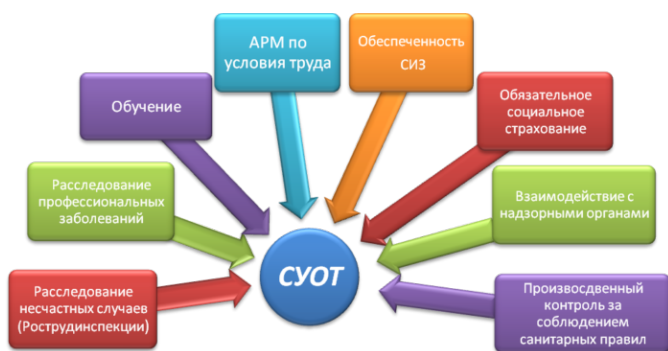 АРМ по
условия труда
Обеспеченность
СИЗ
Обучение
Обязательное
социальное
страхование
Расследование
профессиональных
заболеваний
Взаимодействие с
надзорными органами
Расследование
несчастных случаев
(Рострудинспекции)
СУОТ
Произвосдвенный
контроль за
соблюдением
санитарных правил